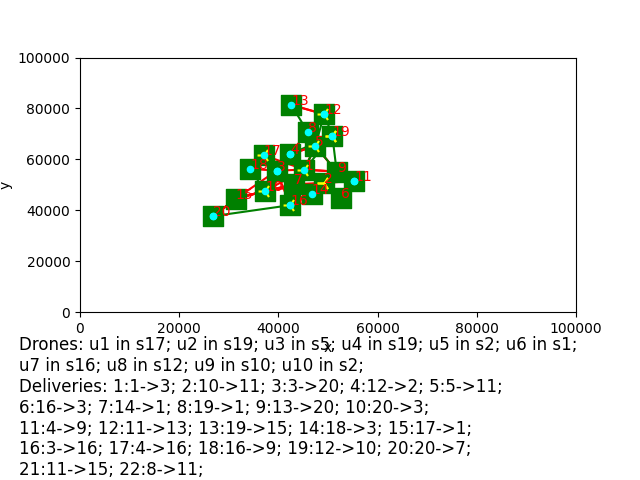 100000
80000
60000
40000
20000
0
y
0 20000 40000 60000 80000 100000
x
Drones: u1 in s17; u2 in s19; u3 in s5; u4 in s19; u5 in s2; u6 in s1;
u7 in s16; u8 in s12; u9 in s10; u10 in s2;
Deliveries: 1:1->3; 2:10->11; 3:3->20; 4:12->2; 5:5->11;
6:16->3; 7:14->1; 8:19->1; 9:13->20; 10:20->3;
11:4->9; 12:11->13; 13:19->15; 14:18->3; 15:17->1;
16:3->16; 17:4->16; 18:16->9; 19:12->10; 20:20->7;
21:11->15; 22:8->11;